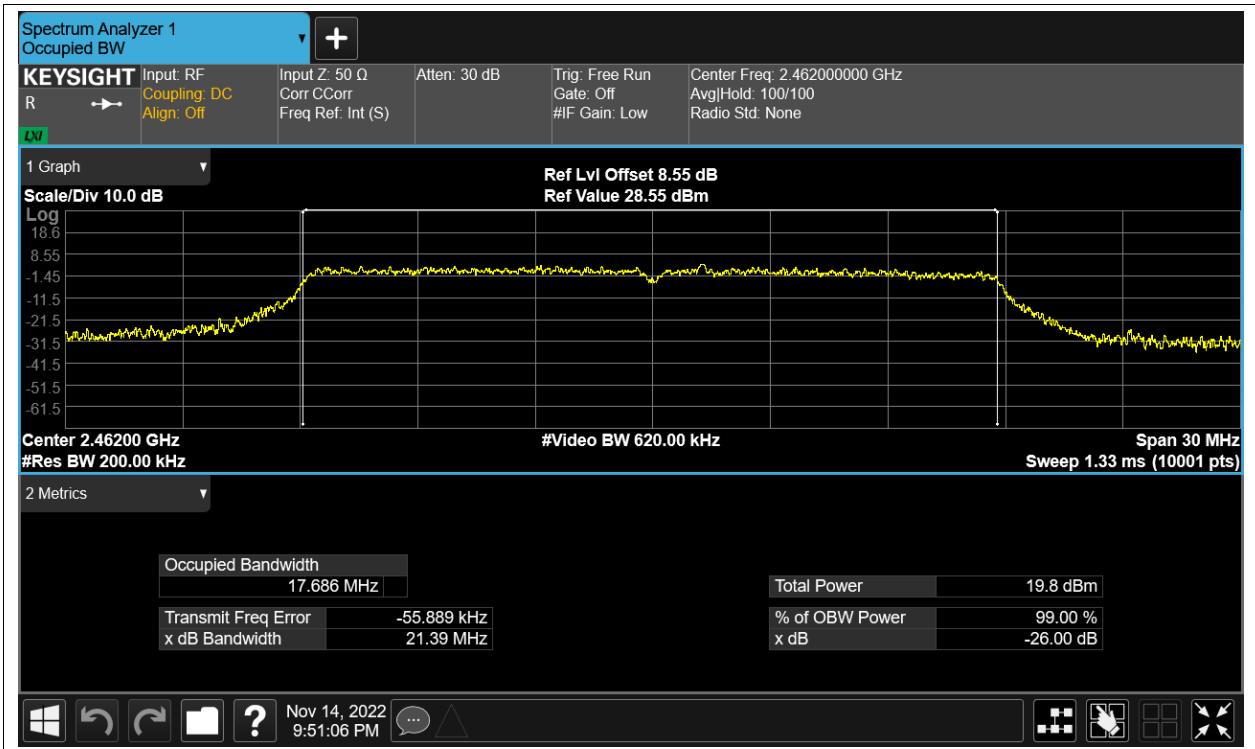 Spectrum Analyzer 1
Occupied BW
KEYSIGHT
R
LXI
Input: RF
Coupling: DC
Align: Off
Input Z: 50 Ω
Corr CCorr
Freq Ref: Int (S)
Atten: 30 dB
Trig: Free Run
Gate: Off
#IF Gain: Low
Center Freq: 2.462000000 GHz
Avg|Hold: 100/100
Radio Std: None
1 Graph
Scale/Div 10.0 dB
Ref Lvl Offset 8.55 dB
Ref Value 28.55 dBm
Log
18.6
8.55
-1.45
-11.5
-21.5
-31.5
-41.5
-51.5
-61.5
Center 2.46200 GHz
#Video BW 620.00 kHz
Span 30 MHz
#Res BW 200.00 kHz
Sweep 1.33 ms (10001 pts)
2 Metrics
Occupied Bandwidth
17.686 MHz
Total Power 19.8 dBm
Transmit Freq Error -55.889 kHz
% of OBW Power 99.00 %
x dB Bandwidth 21.39 MHz
x dB -26.00 dB
?
Nov 14, 2022
9:51:06 PM